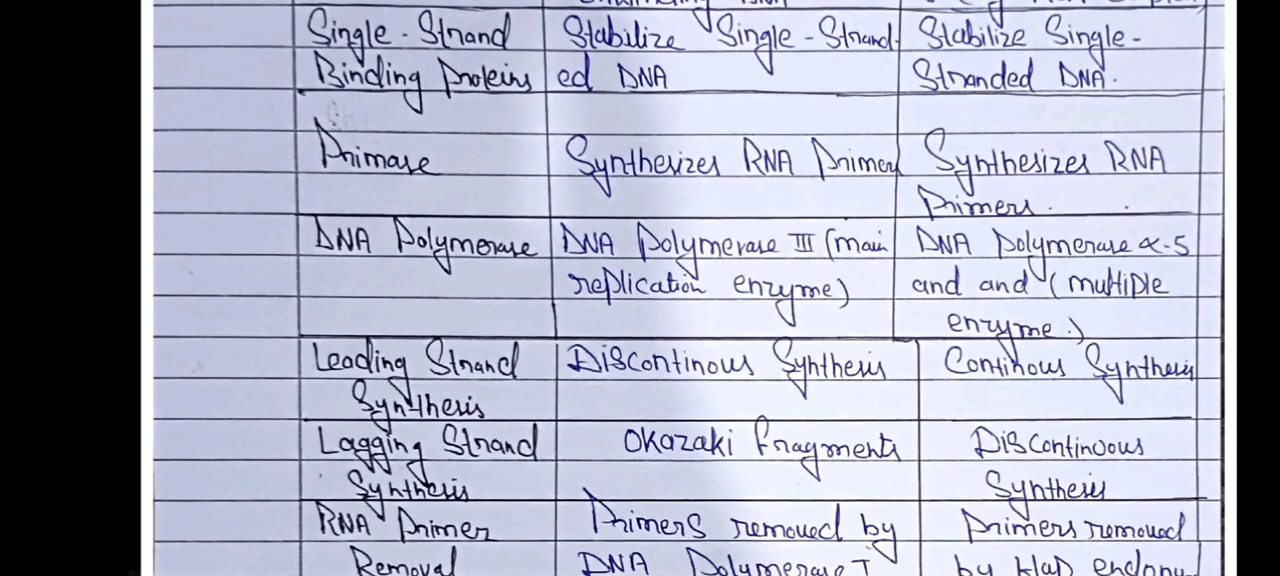 Single - Strand Stabilize Single - Strand- Stabilize Single -
Binding Proteins ed DNA Stranded DNA.
Primase Synthesizes RNA Primer Synthesizes RNA
Primers.
DNA Polymerase DNA Polymerase III (main DNA Polymerase α-5
replication enzyme) and and (multiple
enzyme.)
Leading Strand Discontinous Synthesis Continous Synthesis
Synthesis
Lagging Strand Okazaki fragments Discontinuous
Synthesis Synthesis
RNA Primer Primers removed by Primers removed
Removal DNA Polymerase I by